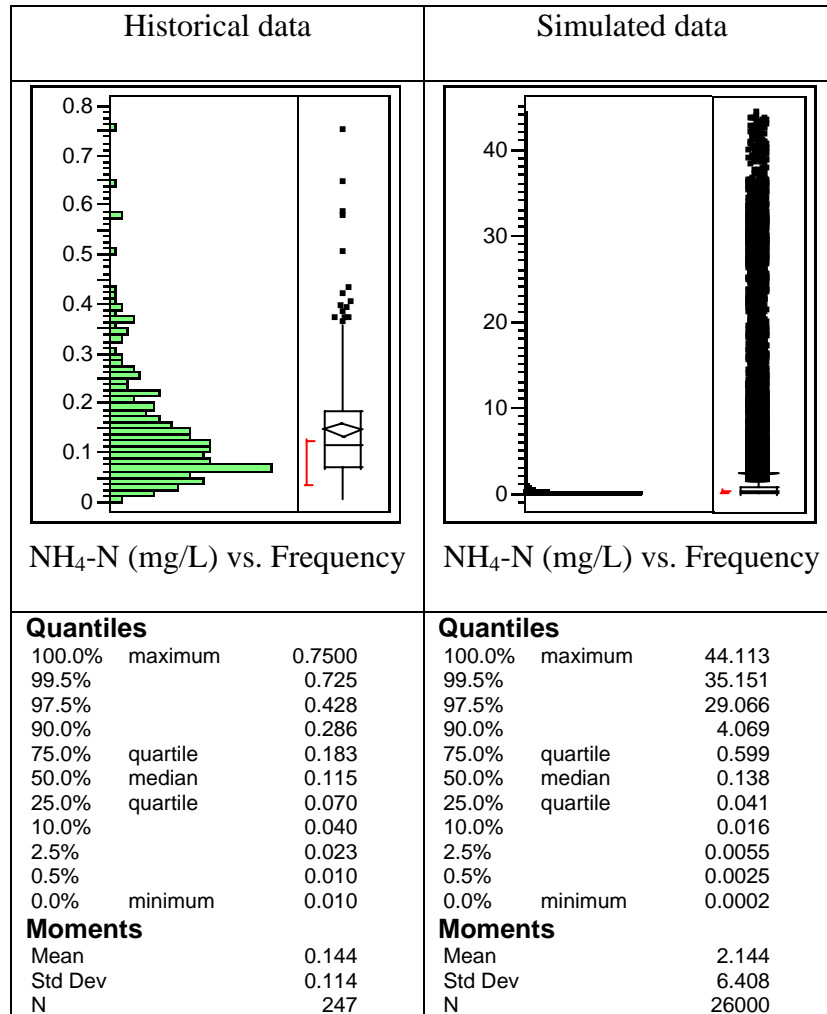 Historical data
Simulated data
0.8
0.7
0.6
0.5
0.4
0.3
0.2
0.1
0
40
30
20
10
0
NH₄-N (mg/L) vs. Frequency
NH₄-N (mg/L) vs. Frequency
Quantiles
100.0% maximum 0.7500
99.5% 0.725
97.5% 0.428
90.0% 0.286
75.0% quartile 0.183
50.0% median 0.115
25.0% quartile 0.070
10.0% 0.040
2.5% 0.023
0.5% 0.010
0.0% minimum 0.010
Moments
Mean 0.144
Std Dev 0.114
N 247
Quantiles
100.0% maximum 44.113
99.5% 35.151
97.5% 29.066
90.0% 4.069
75.0% quartile 0.599
50.0% median 0.138
25.0% quartile 0.041
10.0% 0.016
2.5% 0.0055
0.5% 0.0025
0.0% minimum 0.0002
Moments
Mean 2.144
Std Dev 6.408
N 26000